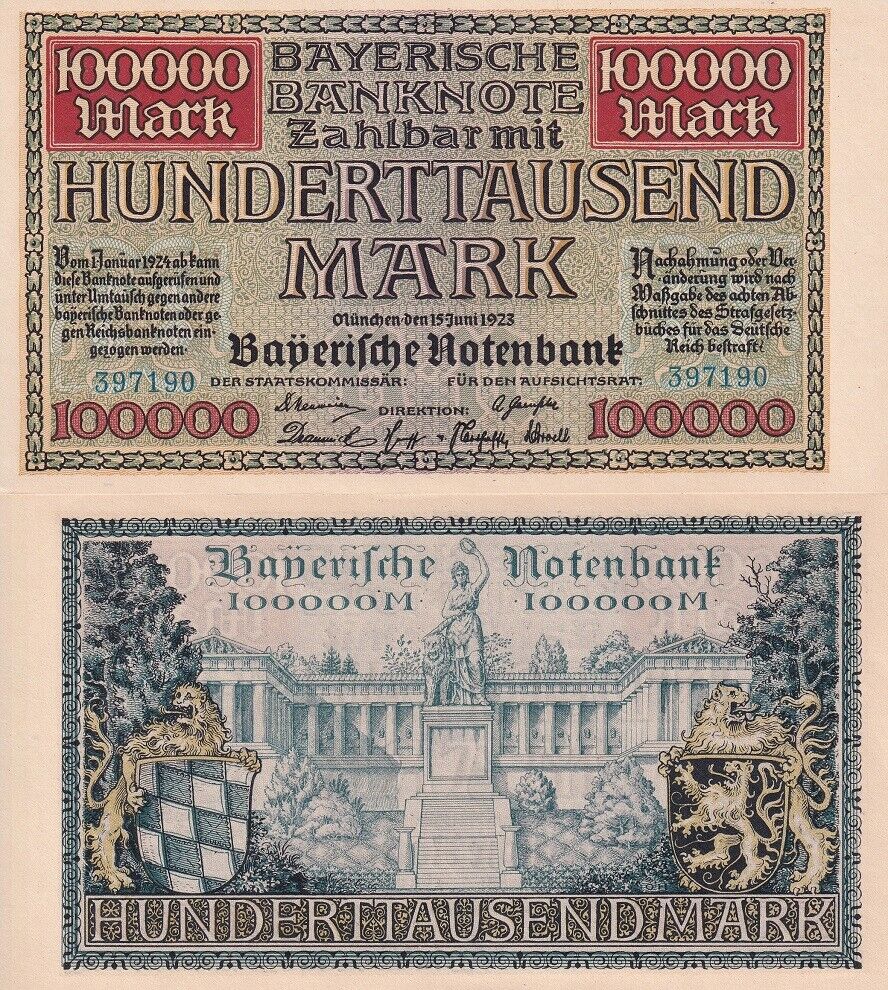 100000
Mark
BAYERISCHE
BANKNOTE
Zahlbar mit
100000
Mark
HUNDERTTAUSEND
MARK
Vom 1 Januar 1924 ab kann
diese Banknote aufgerufen und
unter Umtausch gegen andere
bayerische Banknoten oder ge-
gen Reichsbanknoten ein-
gezogen werden·
Nachahmung oder Ver-
änderung wird nach
Maßgabe des achten Ab-
schnittes des Strafgesetz-
buches für das Deutsche
Reich bestraft·
München·den 15 Juni 1923
Bayerische Notenbank
397190
DER STAATSKOMMISSÄR: FÜR DEN AUFSICHTSRAT:
397190
100000
DIREKTION:
100000
Bayerische Notenbank
·100000M· ·100000M·
HUNDERTTAUSEND MARK